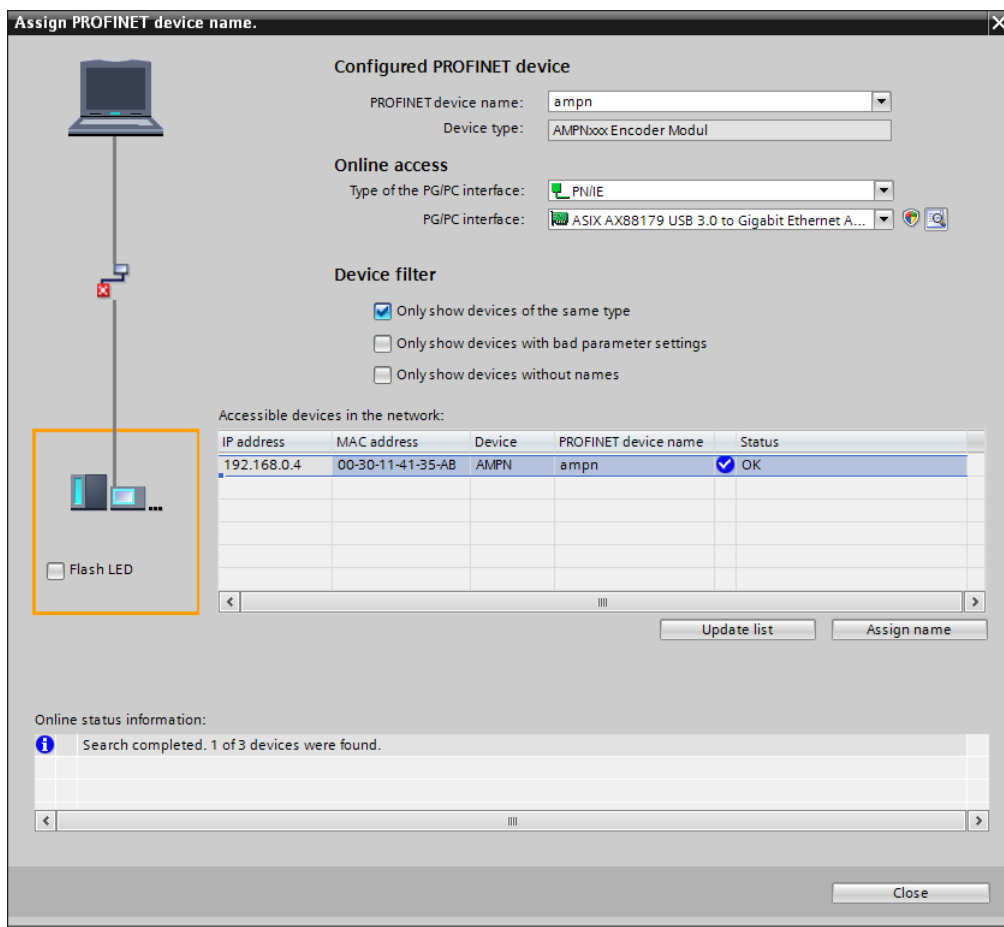 Assign PROFINET device name.
Configured PROFINET device
PROFINET device name: ampn
Device type: AMPNxxx Encoder Modul
Online access
Type of the PG/PC interface: PN/IE
PG/PC interface: ASIX AX88179 USB 3.0 to Gigabit Ethernet A...
Device filter
Only show devices of the same type
Only show devices with bad parameter settings
Only show devices without names
Accessible devices in the network:
IP address MAC address Device PROFINET device name Status
192.168.0.4 00-30-11-41-35-AB AMPN ampn OK
Flash LED
Update list Assign name
Online status information:
Search completed. 1 of 3 devices were found.
Close